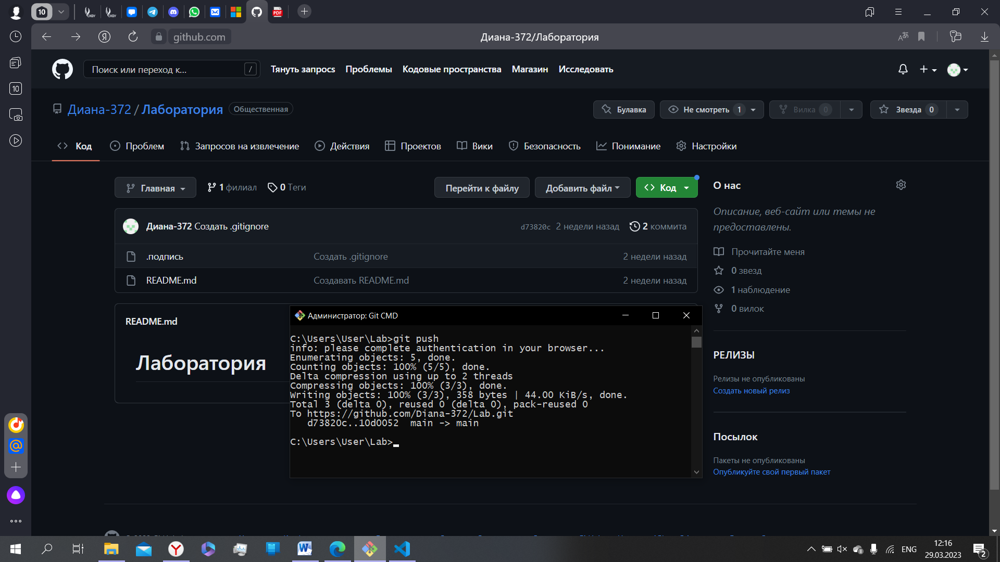 10
PDF
github.com
Диана-372/Лаборатория
10
Поиск или переход к...
/
Тянуть запросы
Проблемы
Кодовые пространства
Магазин
Исследовать
Диана-372 / Лаборатория
Общественная
Булавка
Не смотреть 1
Вилка 0
Звезда 0
Код
Проблем
Запросов на извлечение
Действия
Проектов
Вики
Безопасность
Понимание
Настройки
Главная
1 филиал
0 Теги
Перейти к файлу
Добавить файл
Код
О нас
Описание, веб-сайт или темы не
предоставлены.
Диана-372 Создать .gitignore
d73820c 2 недели назад
2 коммита
.подпись
Создать .gitignore
2 недели назад
README.md
Создавать README.md
2 недели назад
Прочитайте меня
0 звезд
1 наблюдение
0 вилок
README.md
Лаборатория
Администратор: Git CMD
C:\Users\User\Lab>git push
info: please complete authentication in your browser...
Enumerating objects: 5, done.
Counting objects: 100% (5/5), done.
Delta compression using up to 2 threads
Compressing objects: 100% (3/3), done.
Writing objects: 100% (3/3), 358 bytes | 44.00 KiB/s, done.
Total 3 (delta 0), reused 0 (delta 0), pack-reused 0
To https://github.com/Diana-372/Lab.git
d73820c..10d0052 main -> main
C:\Users\User\Lab>
РЕЛИЗЫ
Релизы не опубликованы
Создать новый релиз
Посылок
Пакеты не опубликованы
Опубликуйте свой первый пакет
ENG
12:16
29.03.2023
2